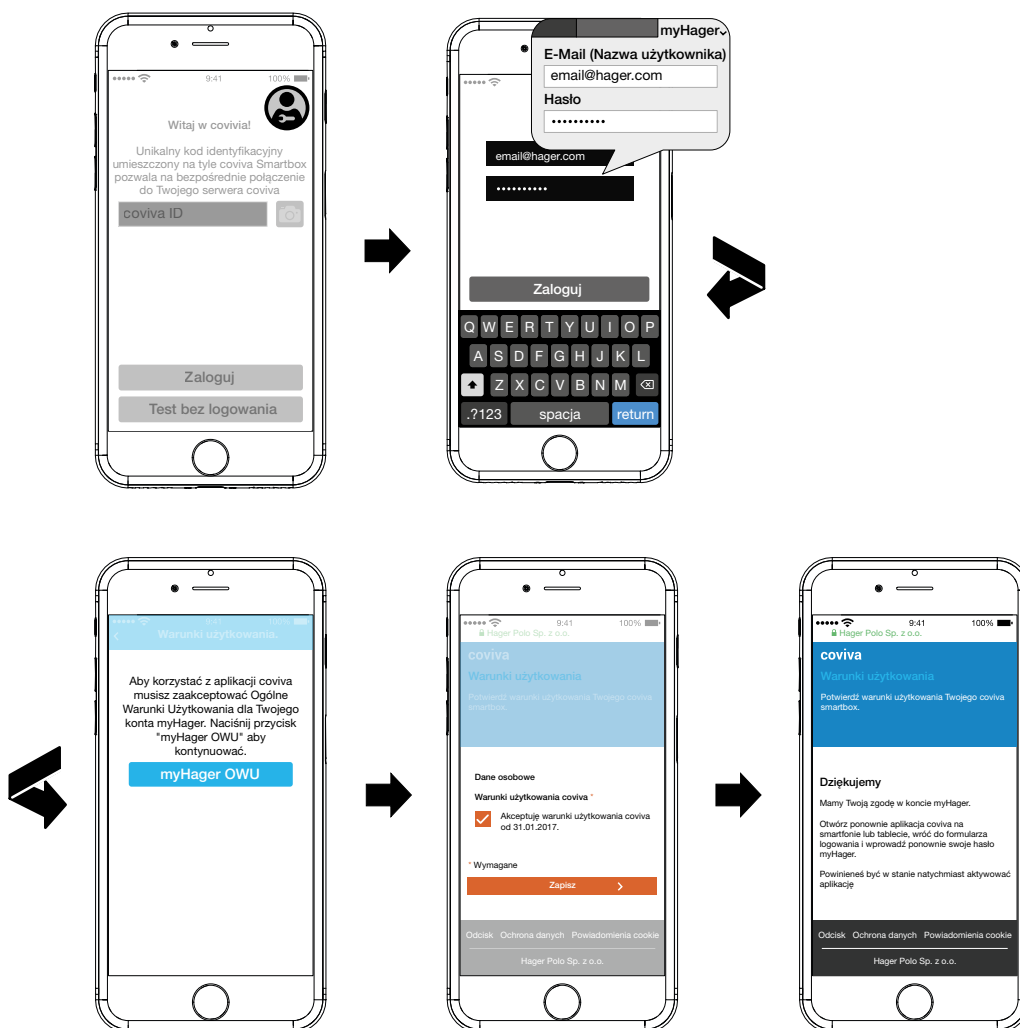 9:41 100%
Witaj w covivia!
Unikalny kod identyfikacyjny
umieszczony na tyle coviva Smartbox
pozwala na bezpośrednie połączenie
do Twojego serwera coviva
coviva ID
Zaloguj
Test bez logowania
myHager
E-Mail (Nazwa użytkownika)
email@hager.com
Hasło
••••••••••
email@hager.com
••••••••••
Zaloguj
Q W E R T Y U I O P
A S D F G H J K L
Z X C V B N M
.?123 spacja return
9:41 100%
Warunki uzytkowania.
Aby korzystać z aplikacji coviva
musisz zaakceptować Ogólne
Warunki Użytkowania dla Twojego
konta myHager. Naciśnij przycisk
"myHager OWU" aby
kontynuować.
myHager OWU
9:41 100%
Hager Polo Sp. z o.o.
coviva
Warunki użytkowania
Potwierdź warunki użytkowania Twojego coviva
smartbox.
Dane osobowe
Warunki użytkowania coviva *
Akceptuję warunki użytkowania coviva
od 31.01.2017.
* Wymagane
Zapisz
Odcisk Ochrona danych Powiadomienia cookie
Hager Polo Sp. z o.o.
9:41 100%
Hager Polo Sp. z o.o.
coviva
Warunki użytkowania
Potwierdź warunki użytkowania Twojego coviva
smartbox.
Dziękujemy
Mamy Twoją zgodę w koncie myHager.
Otwórz ponownie aplikacja coviva na
smartfonie lub tablecie, wróć do formularza
logowania i wprowadź ponownie swoje hasło
myHager.
Powinieneś być w stanie natychmiast aktywować
aplikację
Odcisk Ochrona danych Powiadomienia cookie
Hager Polo Sp. z o.o.